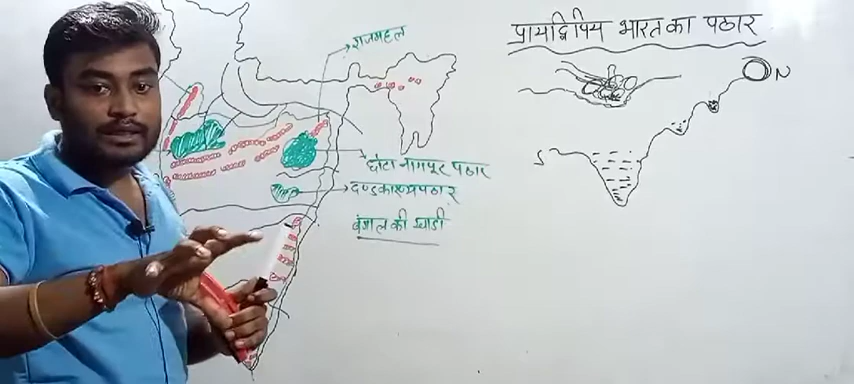 प्रायद्विपिय भारत का पठार
राजमहल
N
S
छोटा नागपुर पठार
दण्डकारण्य पठार
बंगाल की खाडी